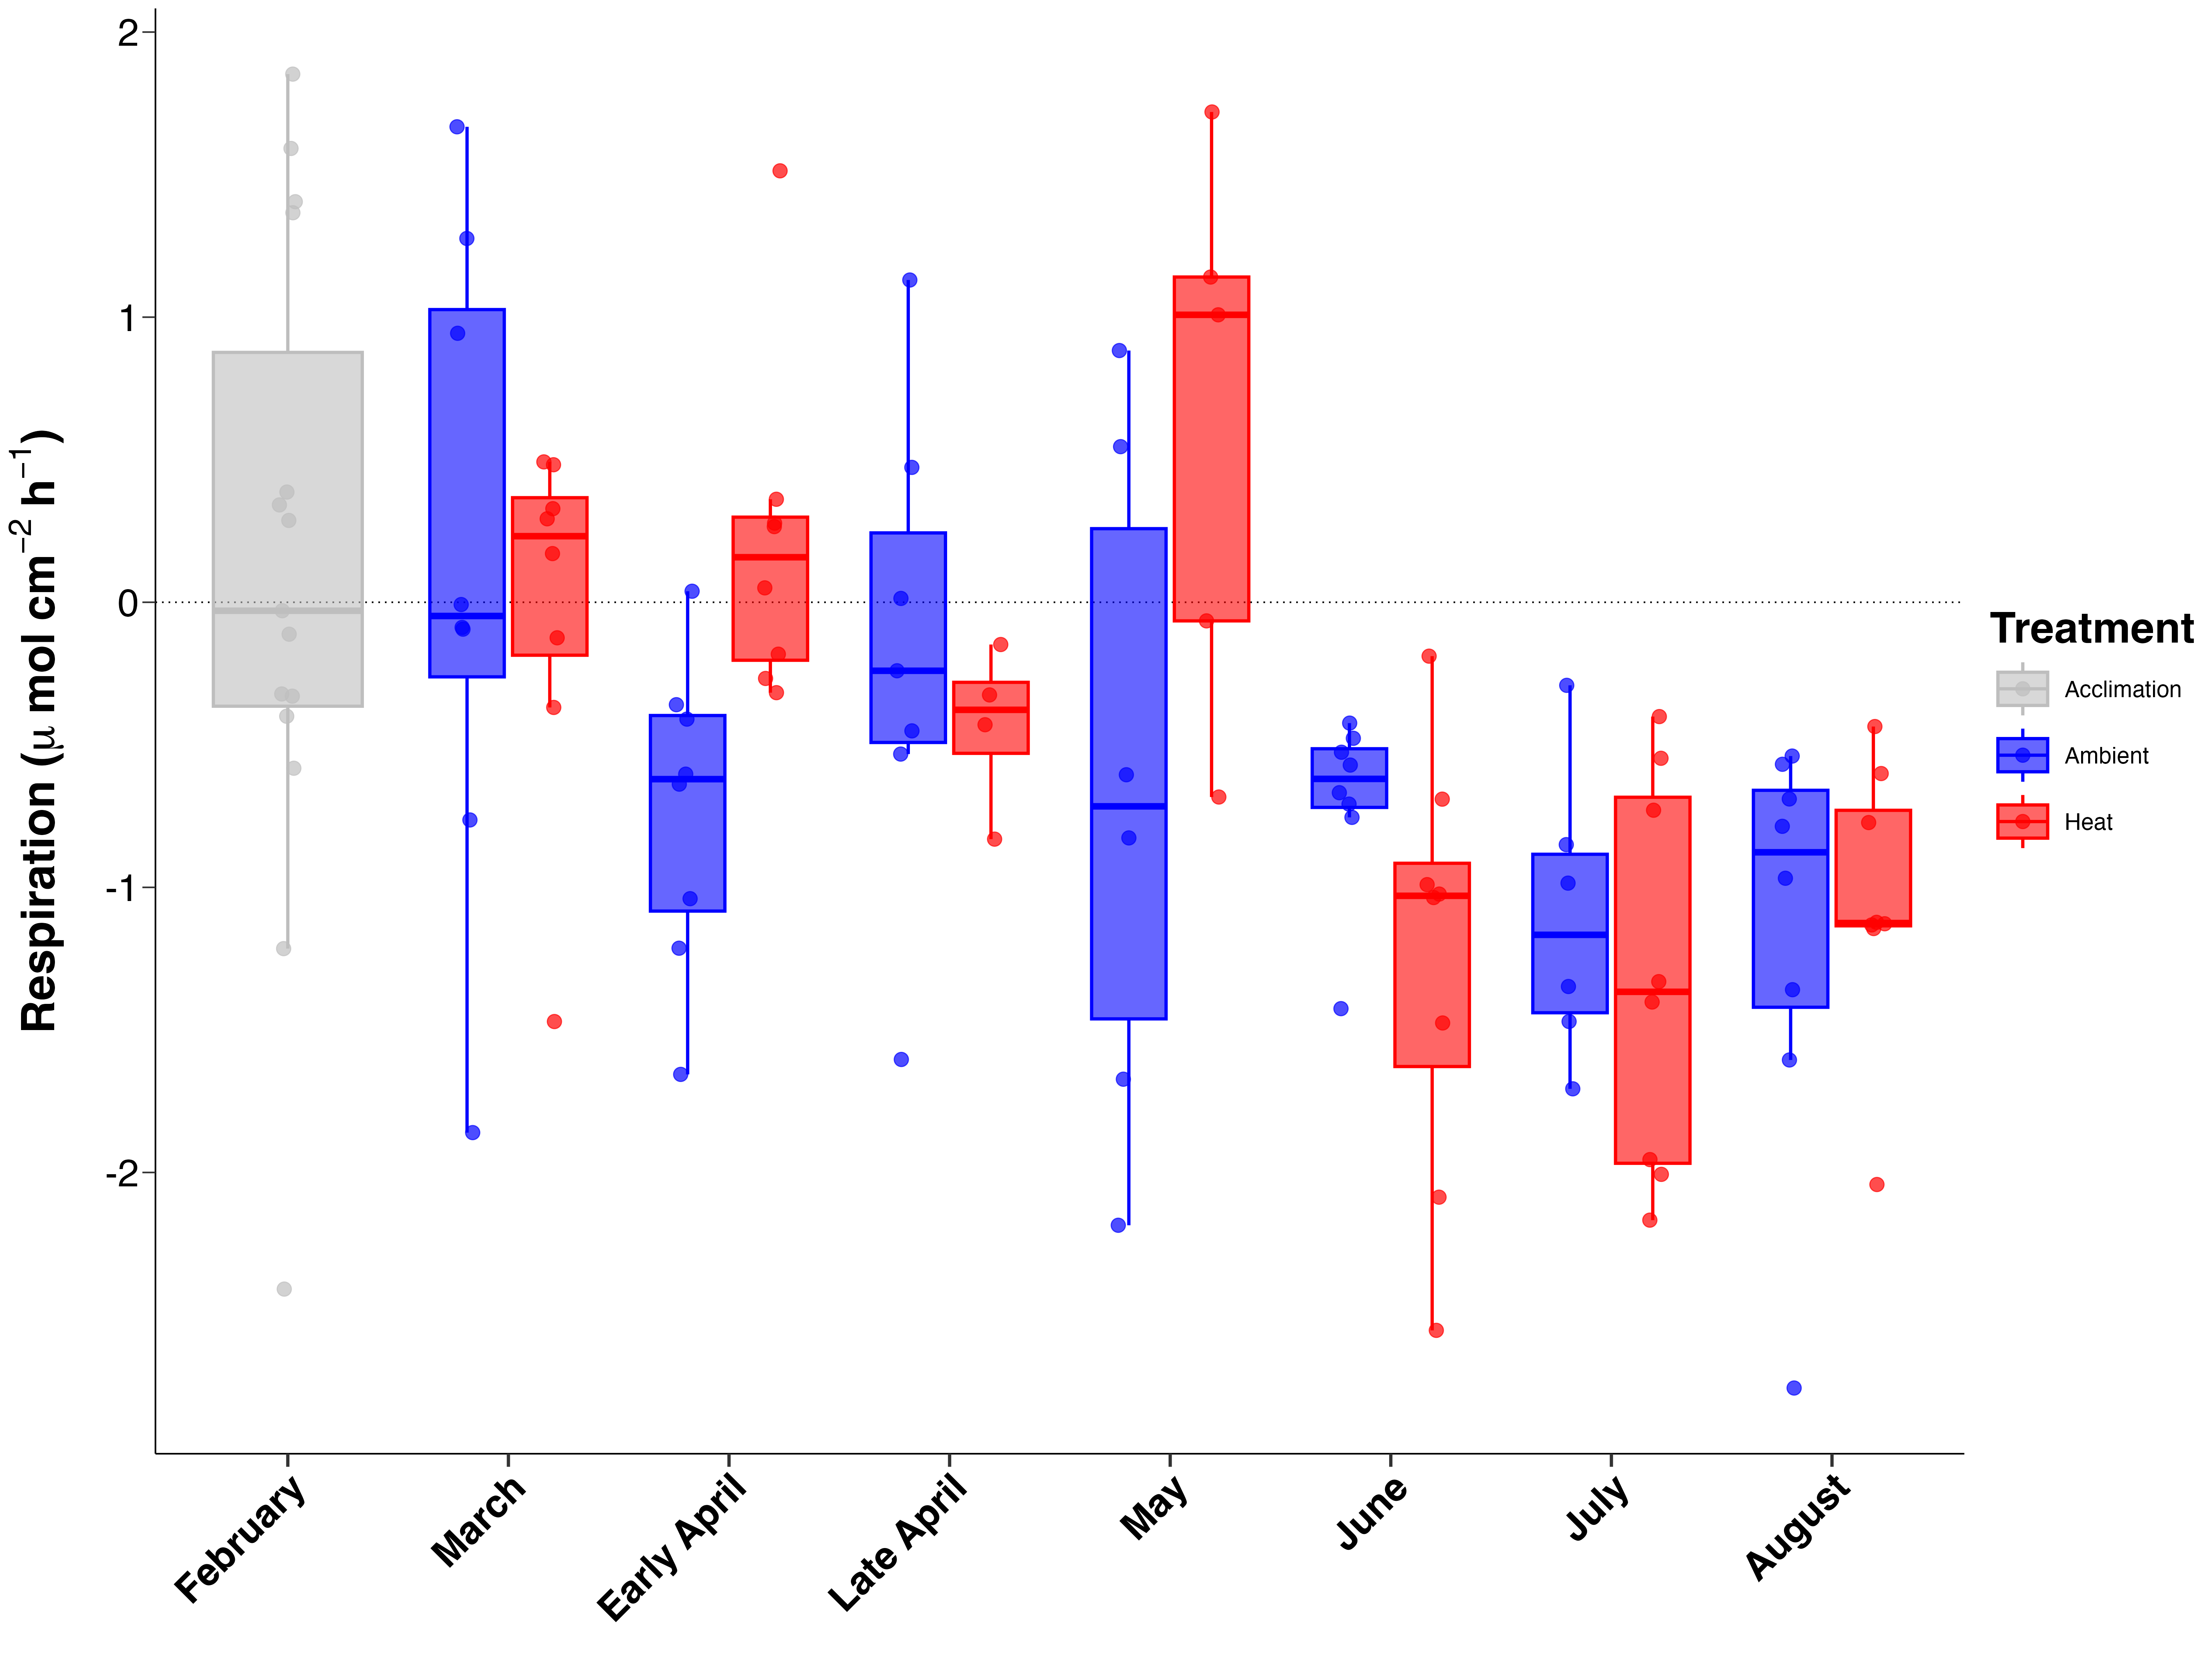 Respiration (μ mol cm⁻² h⁻¹)
2
1
0
-1
-2
February
March
Early April
Late April
May
June
July
August
Treatment
Acclimation
Ambient
Heat